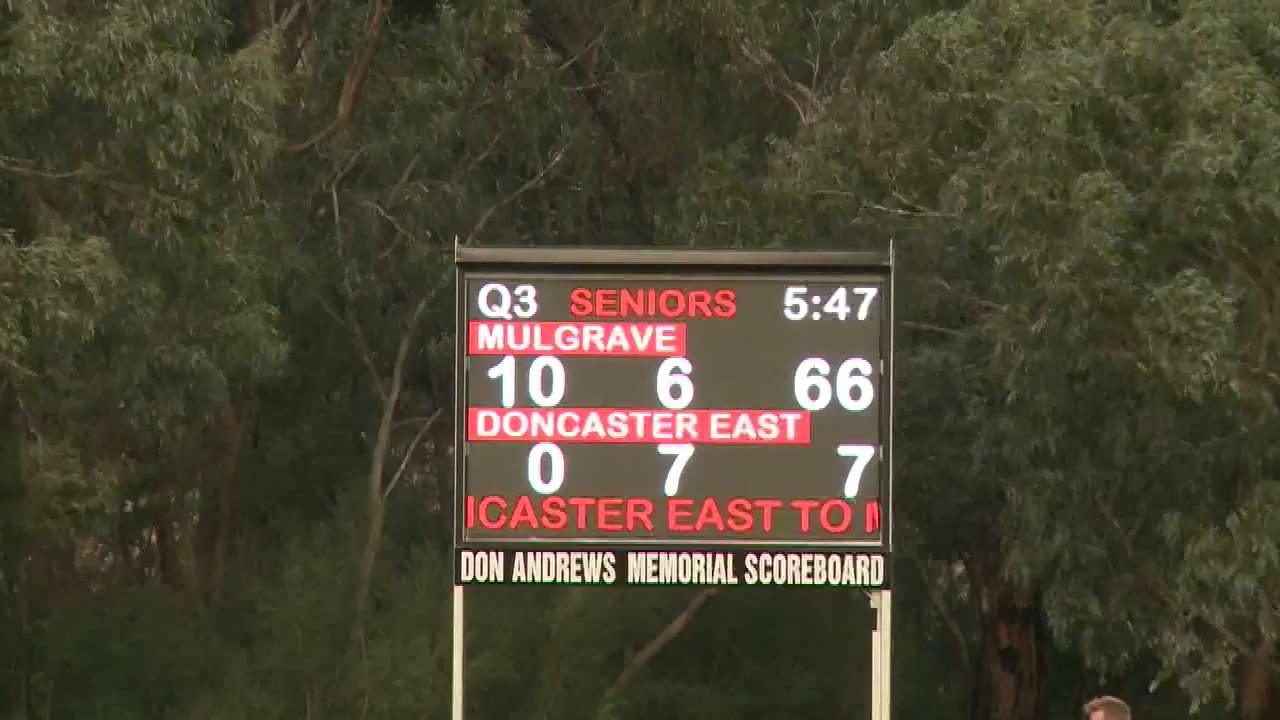 Q3 SENIORS 5:47
MULGRAVE
10 6 66
DONCASTER EAST
0 7 7
CASTER EAST TO
DON ANDREWS MEMORIAL SCOREBOARD